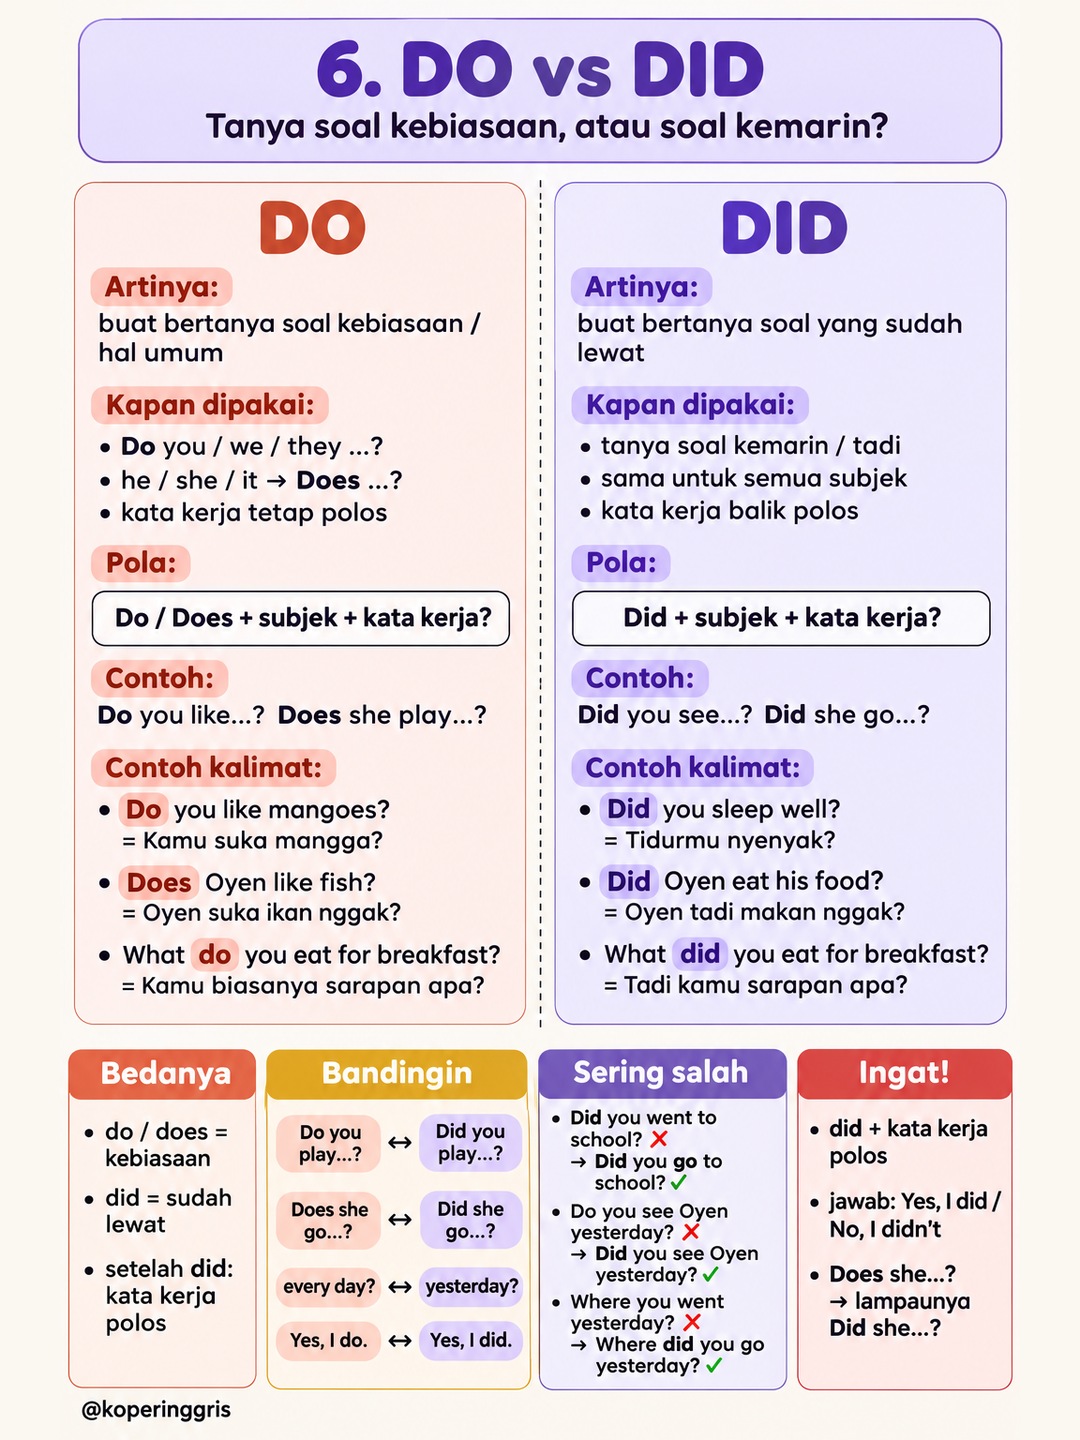 6. DO vs DID
Tanya soal kebiasaan, atau soal kemarin?
DO
Artinya:
buat bertanya soal kebiasaan /
hal umum
Kapan dipakai:
• Do you / we / they ...?
• he / she / it → Does ...?
• kata kerja tetap polos
Pola:
Do / Does + subjek + kata kerja?
Contoh:
Do you like...? Does she play...?
Contoh kalimat:
• Do you like mangoes?
= Kamu suka mangga?
• Does Oyen like fish?
= Oyen suka ikan nggak?
• What do you eat for breakfast?
= Kamu biasanya sarapan apa?
DID
Artinya:
buat bertanya soal yang sudah
lewat
Kapan dipakai:
• tanya soal kemarin / tadi
• sama untuk semua subjek
• kata kerja balik polos
Pola:
Did + subjek + kata kerja?
Contoh:
Did you see...? Did she go...?
Contoh kalimat:
• Did you sleep well?
= Tidurmu nyenyak?
• Did Oyen eat his food?
= Oyen tadi makan nggak?
• What did you eat for breakfast?
= Tadi kamu sarapan apa?
Bedanya
• do / does =
kebiasaan
• did = sudah
lewat
• setelah did:
kata kerja
polos
Bandingin
Do you play...? ↔ Did you play...?
Does she go...? ↔ Did she go...?
every day? ↔ yesterday?
Yes, I do. ↔ Yes, I did.
Sering salah
• Did you went to
school? ❌
→ Did you go to
school? ✓
• Do you see Oyen
yesterday? ❌
→ Did you see Oyen
yesterday? ✓
• Where you went
yesterday? ❌
→ Where did you go
yesterday? ✓
Ingat!
• did + kata kerja
polos
• jawab: Yes, I did /
No, I didn't
• Does she...?
→ lampaunya
Did she...?
@koperinggris